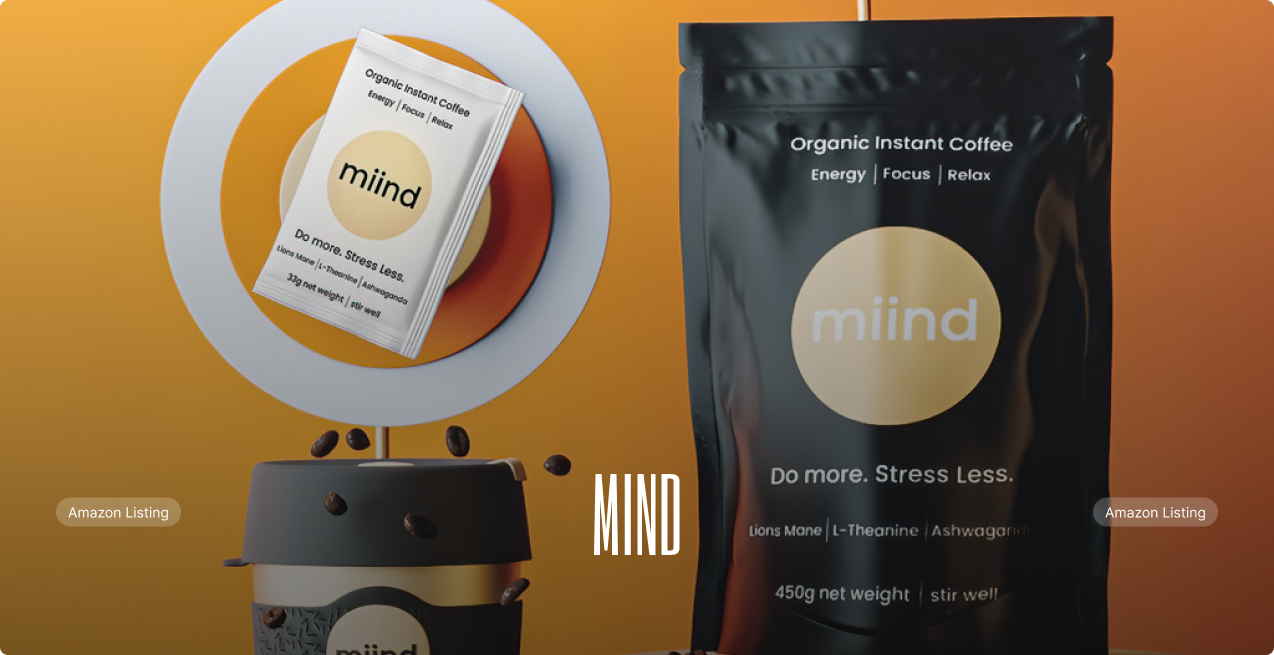 Organic Instant Coffee
Energy | Focus | Relax
miind
Do more. Stress Less.
Lions Mane | L-Theanine | Ashwaganda
33g net weight | stir well
Organic Instant Coffee
Energy | Focus | Relax
miind
Do more. Stress Less.
Lions Mane | L-Theanine |
450g net weight | stir well
MIND
Amazon Listing
Amazon Listing
miind